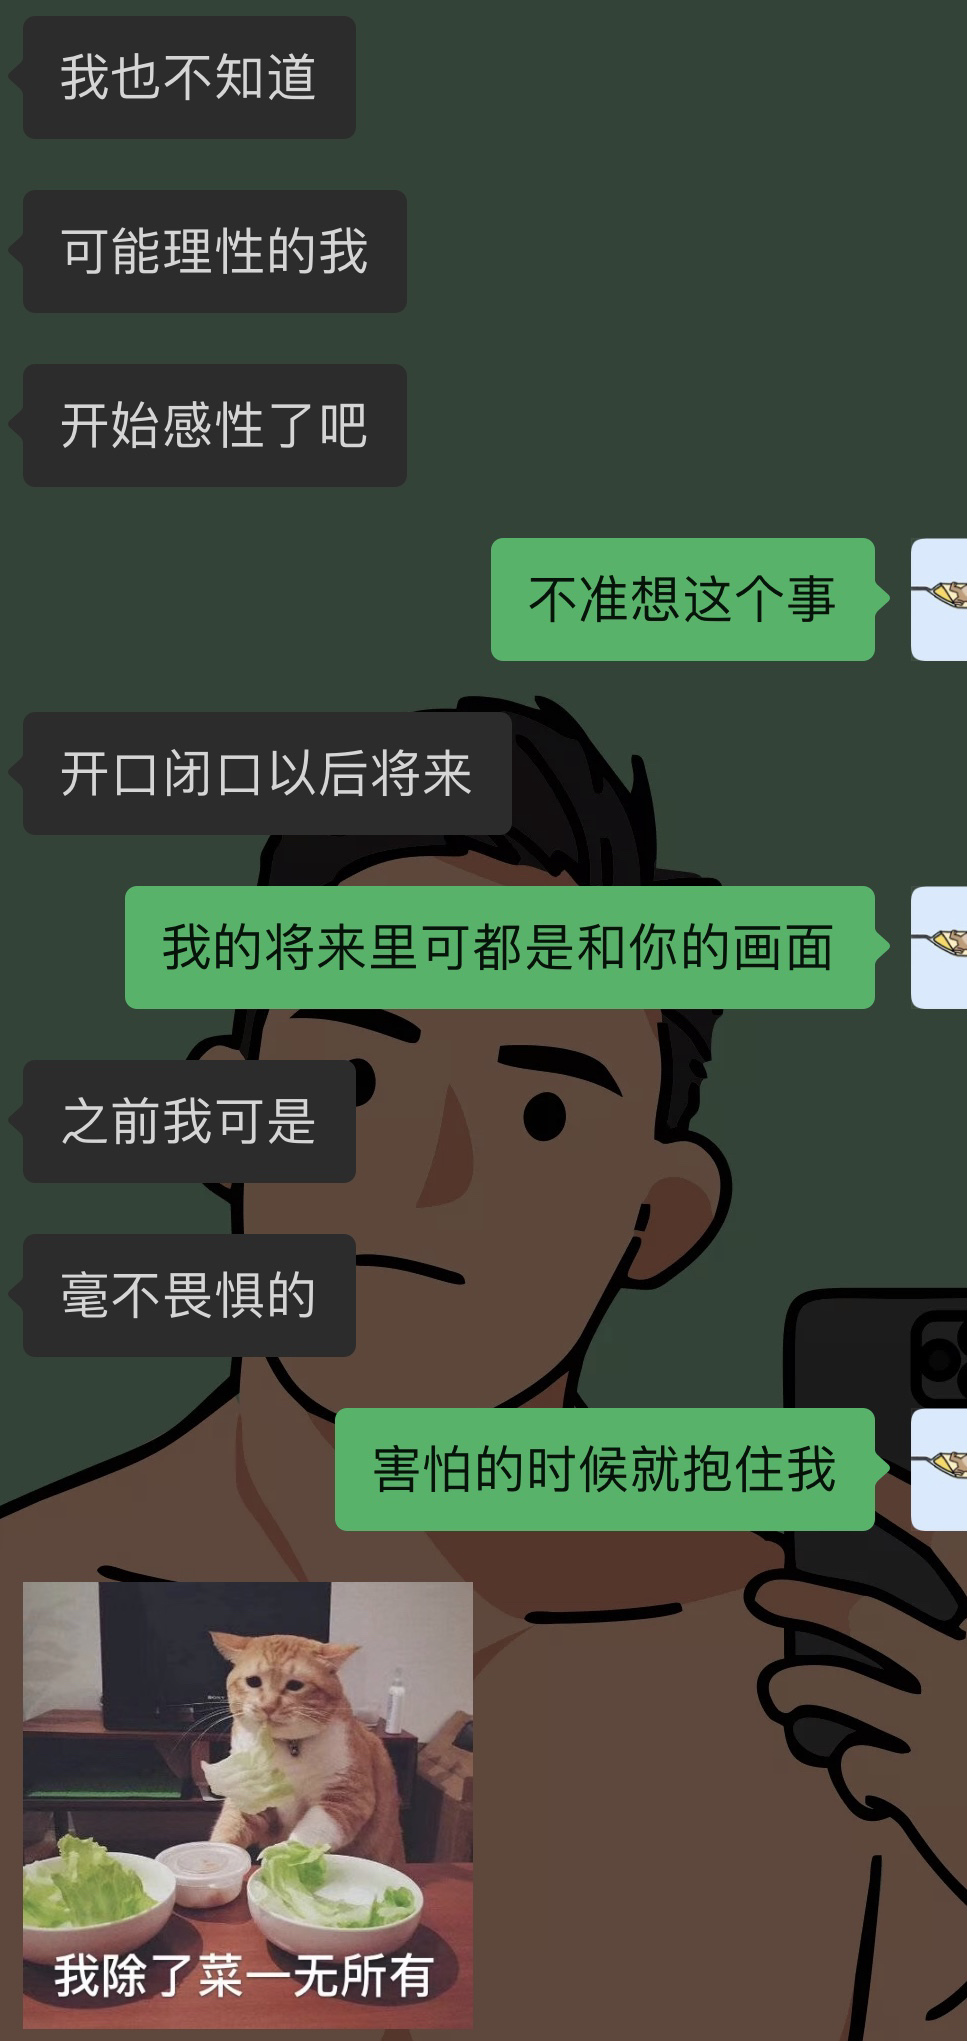 我也不知道
可能理性的我
开始感性了吧
不准想这个事
开口闭口以后将来
我的将来里可都是和你的画面
之前我可是
毫不畏惧的
害怕的时候就抱住我
SONY
我除了菜一无所有